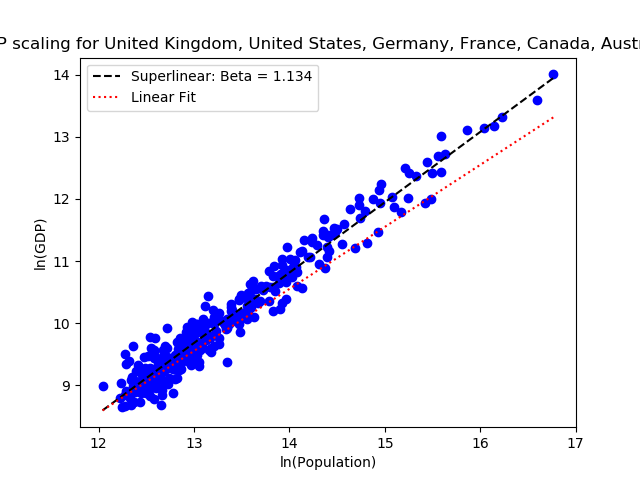 P scaling for United Kingdom, United States, Germany, France, Canada, Aust
Superlinear: Beta = 1.134
Linear Fit
ln(GDP)
14
13
12
11
10
9
12 13 14 15 16 17
ln(Population)